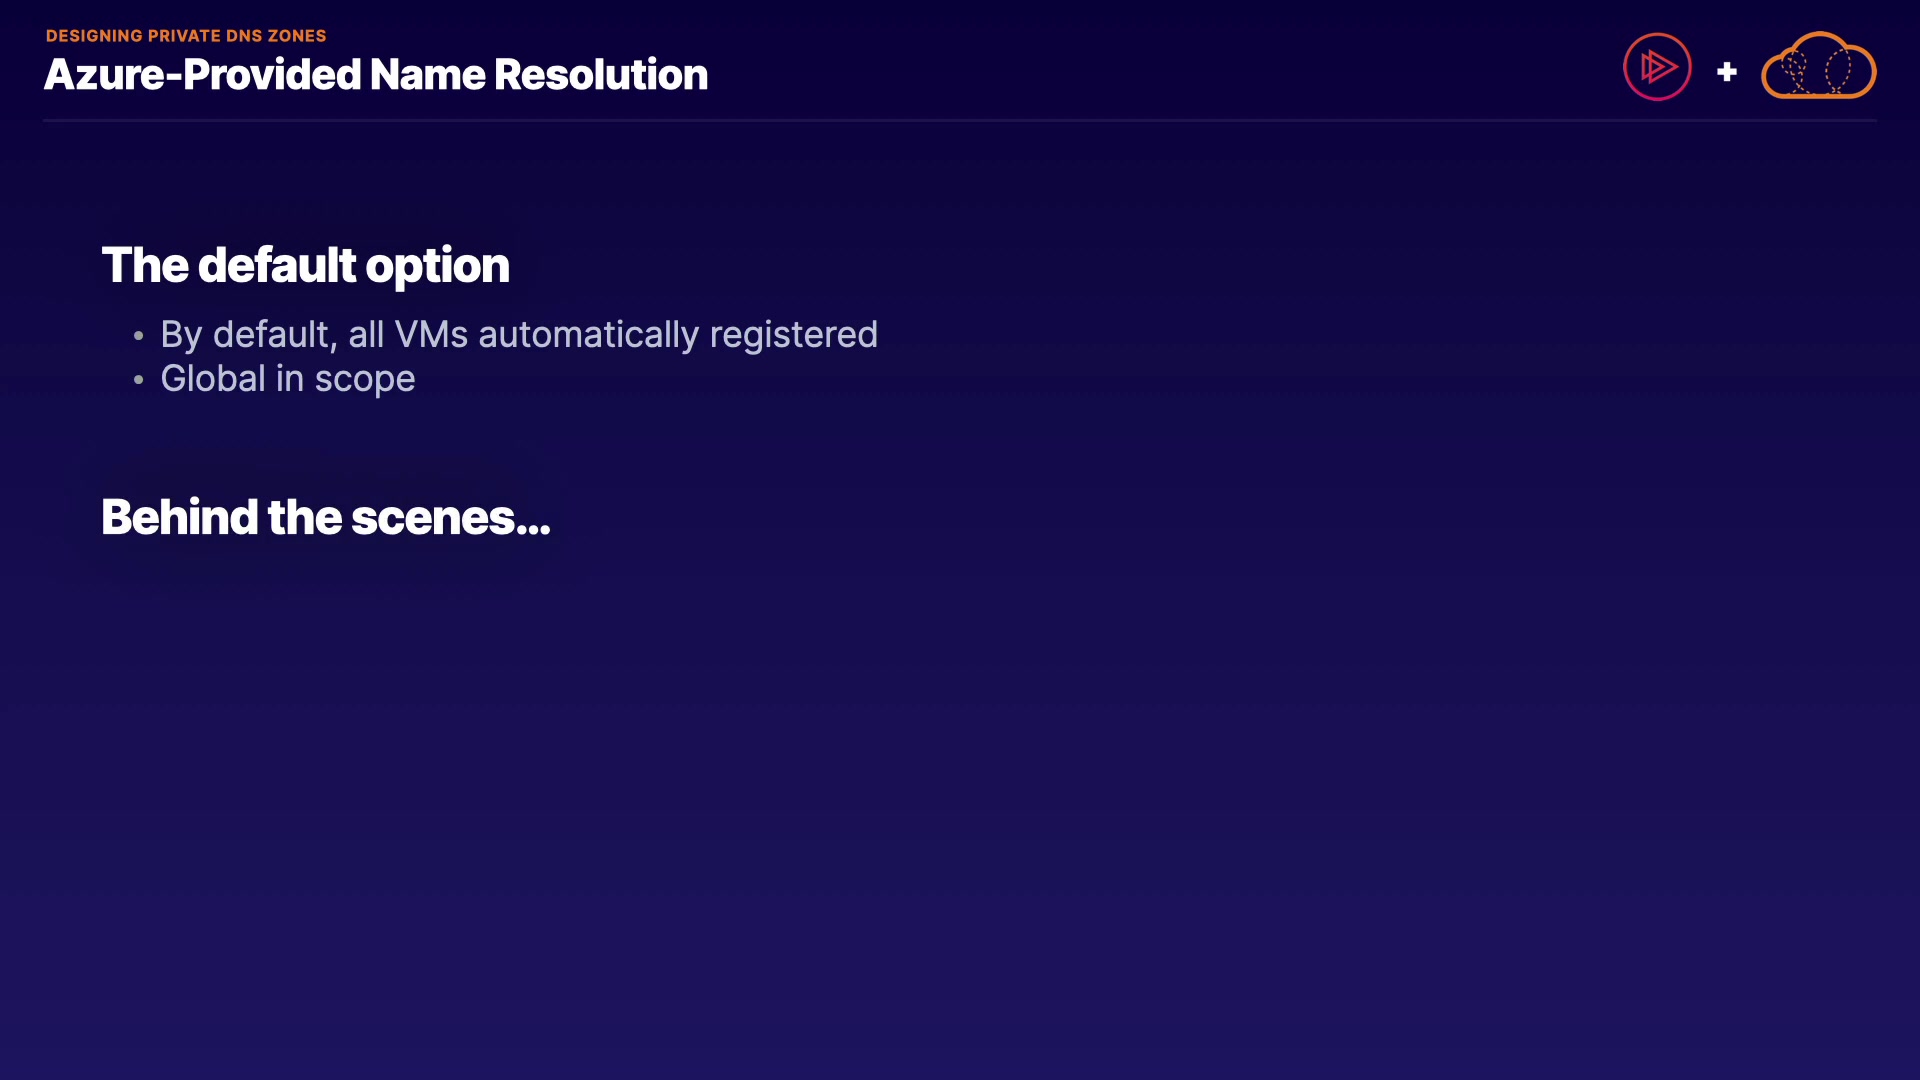 DESIGNING PRIVATE DNS ZONES
Azure-Provided Name Resolution
+
The default option
• By default, all VMs automatically registered
• Global in scope
Behind the scenes...